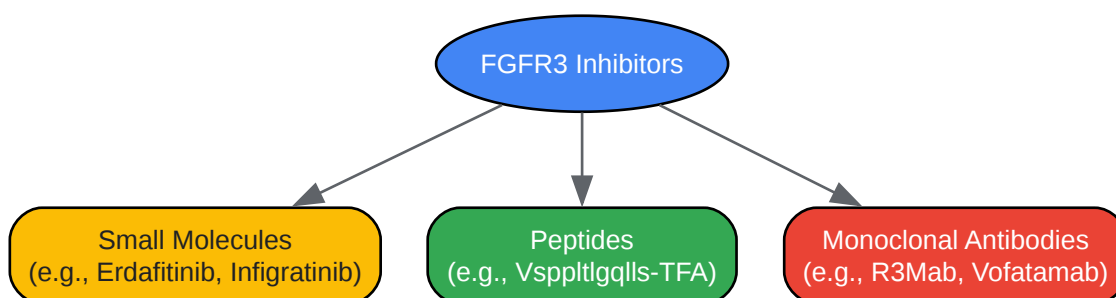 FGFR3 Inhibitors
Small Molecules
(e.g., Erdafitinib, Infigratinib)
Peptides
(e.g., Vsppltlgqlls-TFA)
Monoclonal Antibodies
(e.g., R3Mab, Vofatamab)